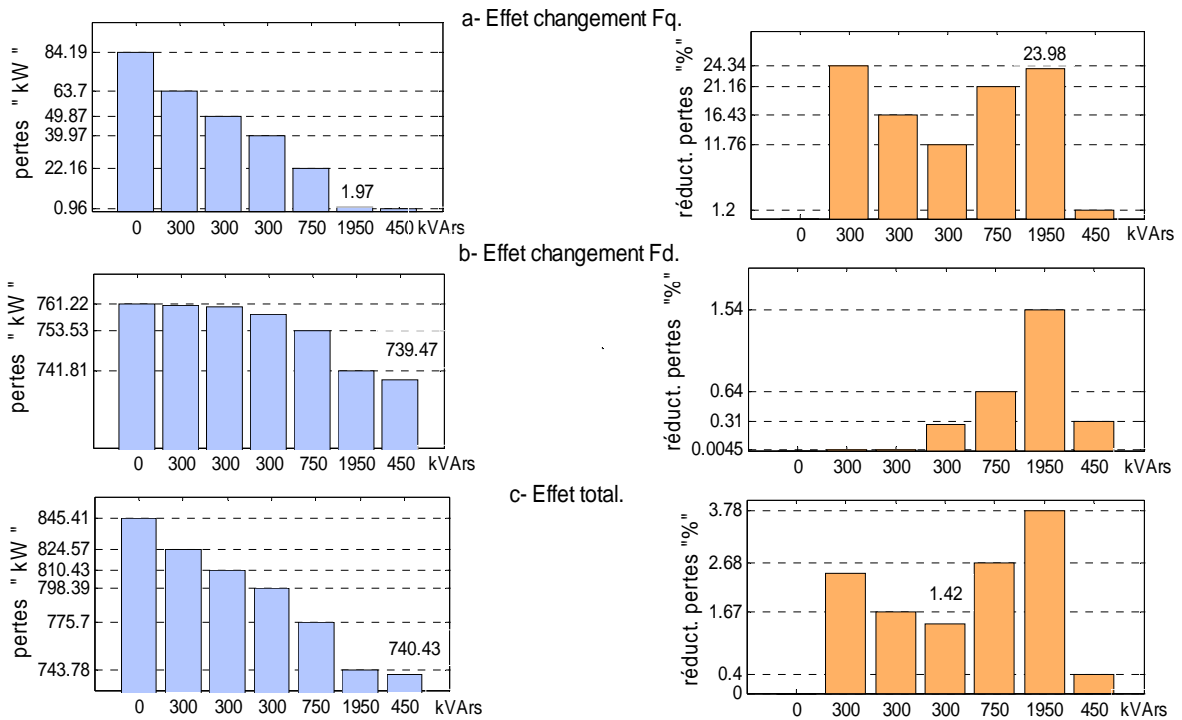 a- Effet changement Fq.
pertes " kW "
84.19
63.7
49.87
39.97
22.16
0.96
1.97
0 300 300 300 750 1950 450 kVArs
réduct. pertes "%"
24.34
21.16
16.43
11.76
1.2
23.98
0 300 300 300 750 1950 450 kVArs
b- Effet changement Fd.
pertes " kW "
761.22
753.53
741.81
739.47
0 300 300 300 750 1950 450 kVArs
réduct. pertes "%"
1.54
0.64
0.31
0.0045
0 300 300 300 750 1950 450 kVArs
c- Effet total.
pertes " kW "
845.41
824.57
810.43
798.39
775.7
743.78
740.43
0 300 300 300 750 1950 450 kVArs
réduct. pertes "%"
3.78
2.68
1.67
0.4
0
1.42
0 300 300 300 750 1950 450 kVArs